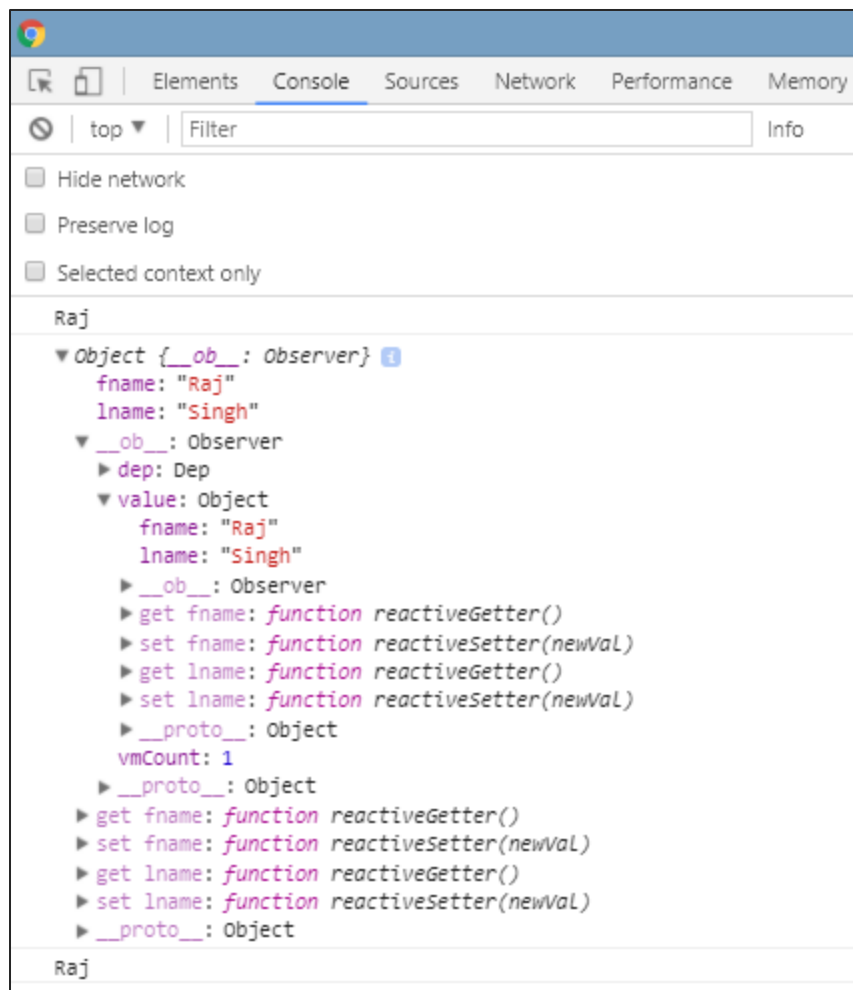 Elements Console Sources Network Performance Memory
top ▼ Filter Info
Hide network
Preserve log
Selected context only
Raj
▼Object {__ob__: Observer} i
fname: "Raj"
lname: "Singh"
▼__ob__: Observer
▶dep: Dep
▼value: Object
fname: "Raj"
lname: "Singh"
▶__ob__: Observer
▶get fname: function reactiveGetter()
▶set fname: function reactiveSetter(newVal)
▶get lname: function reactiveGetter()
▶set lname: function reactiveSetter(newVal)
▶__proto__: Object
vmCount: 1
▶__proto__: Object
▶get fname: function reactiveGetter()
▶set fname: function reactiveSetter(newVal)
▶get lname: function reactiveGetter()
▶set lname: function reactiveSetter(newVal)
▶__proto__: Object
Raj